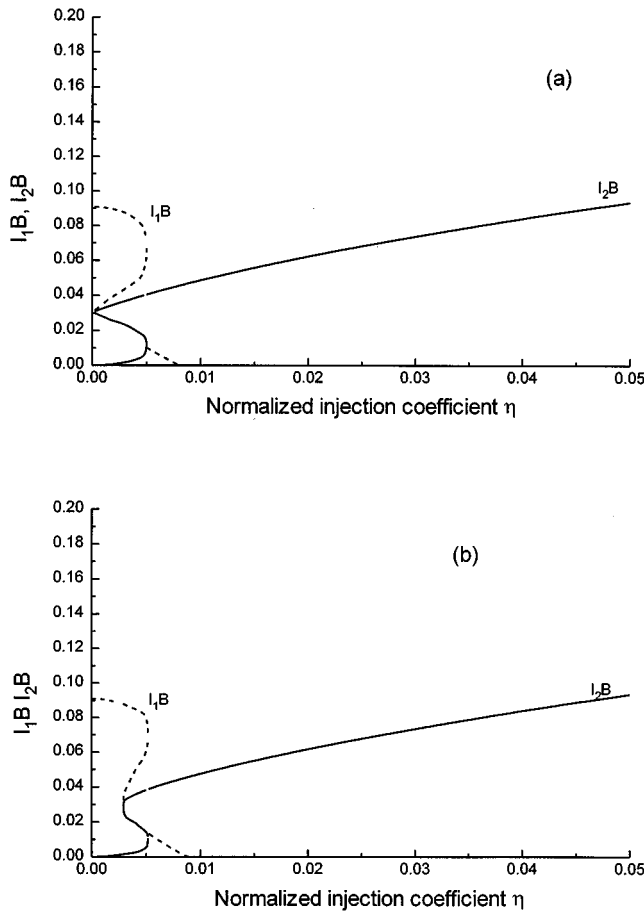 0.20
(a)
0.18
0.16
0.14
0.12
0.10
I₁B, I₂B
I₁B
I₂B
0.08
0.06
0.04
0.02
0.00
0.00 0.01 0.02 0.03 0.04 0.05
Normalized injection coefficient η
0.20
(b)
0.18
0.16
0.14
0.12
0.10
I₁B I₂B
I₁B
I₂B
0.08
0.06
0.04
0.02
0.00
0.00 0.01 0.02 0.03 0.04 0.05
Normalized injection coefficient η